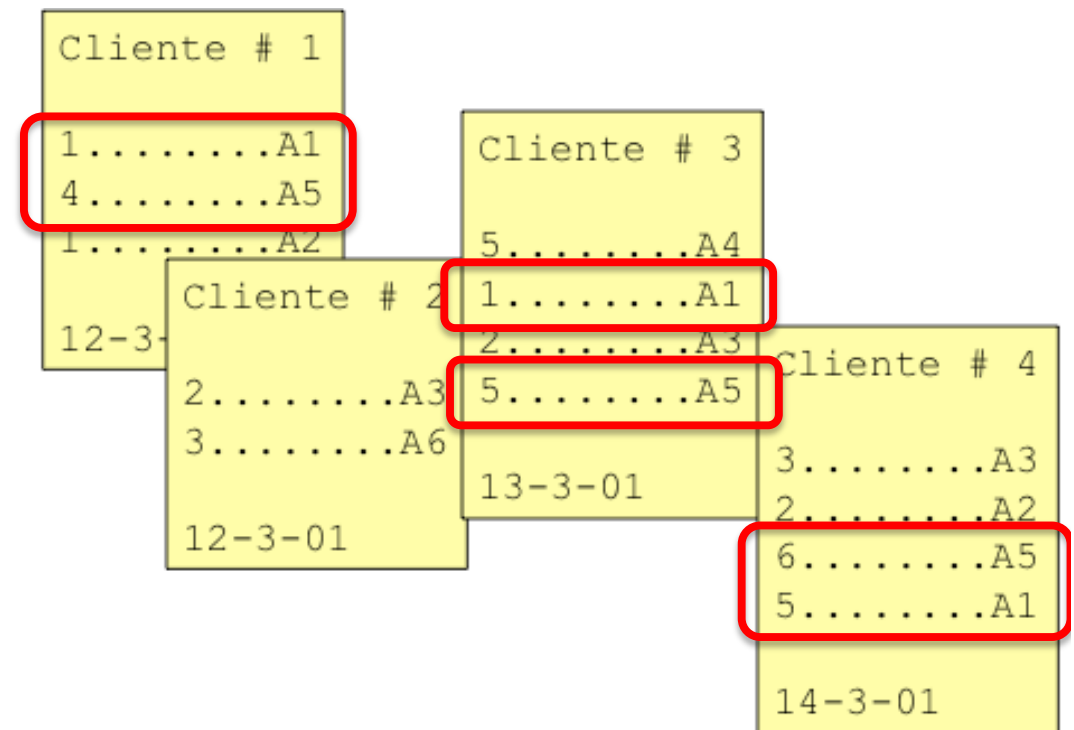 Cliente # 1
1........A1
4........A5
1........A2
12-3-
Cliente # 2
2........A3
3........A6
12-3-01
Cliente # 3
5........A4
1........A1
2........A3
5........A5
13-3-01
Cliente # 4
3........A3
2........A2
6........A5
5........A1
14-3-01